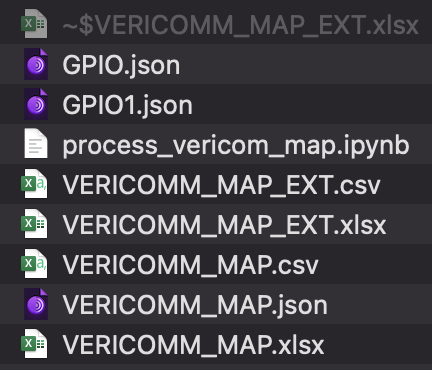 ~$VERICOMM_MAP_EXT.xlsx
GPIO.json
GPIO1.json
process_vericom_map.ipynb
VERICOMM_MAP_EXT.csv
VERICOMM_MAP_EXT.xlsx
VERICOMM_MAP.csv
VERICOMM_MAP.json
VERICOMM_MAP.xlsx